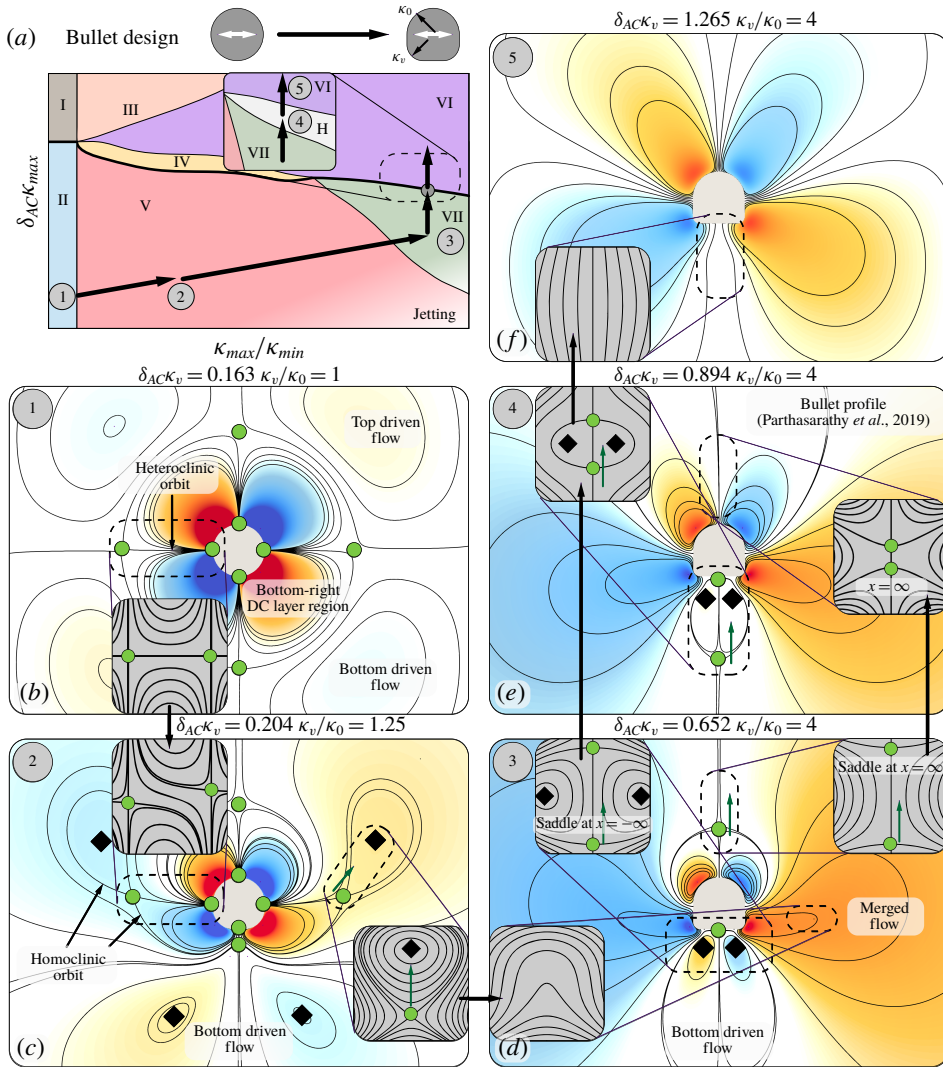 (a)
Bullet design
κ0
κv
I
III
VI
5
VI
4
H
VII
VI
IV
II
V
VII
3
1
2
Jetting
δACκmax
κmax/κmin
δACκv = 0.163 κv/κ0 = 1
1
Top driven
flow
Heteroclinic
orbit
Bottom-right
DC layer region
Bottom driven
flow
(b)
δACκv = 0.204 κv/κ0 = 1.25
2
Homoclinic
orbit
Bottom driven
flow
(c)
δACκv = 1.265 κv/κ0 = 4
5
(f)
δACκv = 0.894 κv/κ0 = 4
4
Bullet profile
(Parthasarathy et al., 2019)
x = ∞
(e)
δACκv = 0.652 κv/κ0 = 4
3
Saddle at x = −∞
Saddle at x = ∞
Merged
flow
Bottom driven
flow
(d)